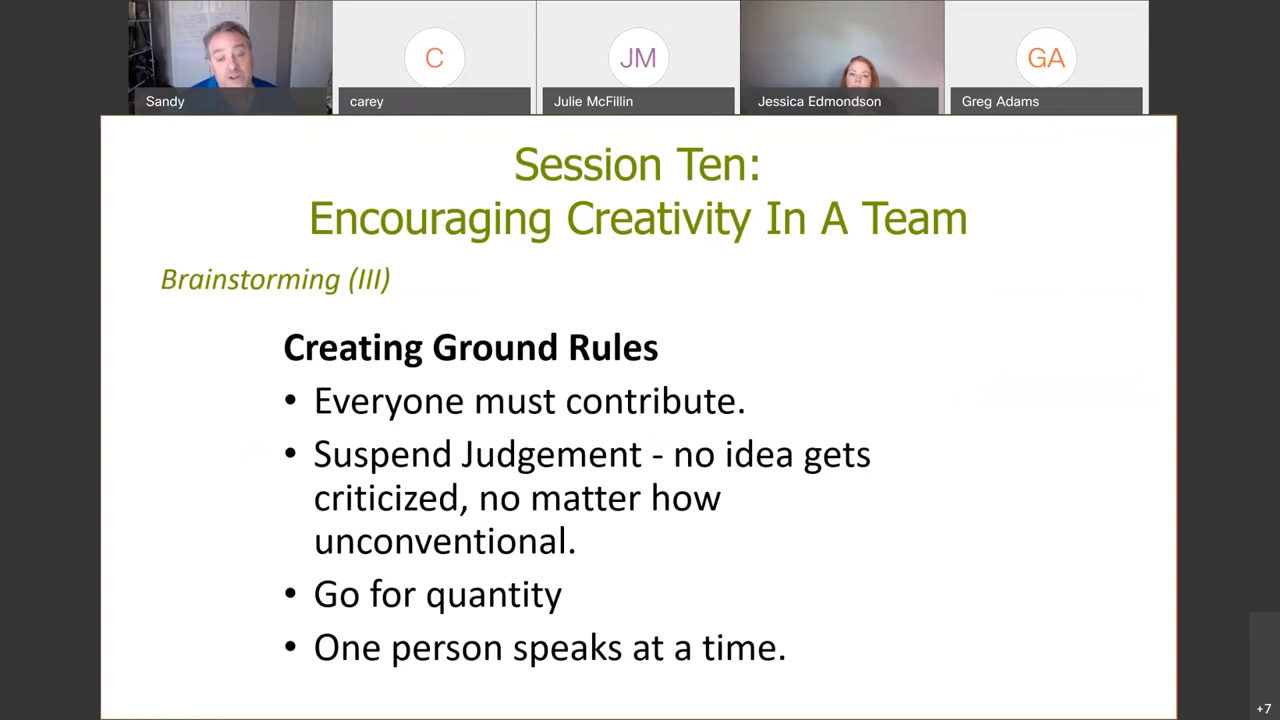 C
JM
GA
Sandy
carey
Julie McFillin
Jessica Edmondson
Greg Adams
Session Ten:
Encouraging Creativity In A Team
Brainstorming (III)
Creating Ground Rules
• Everyone must contribute.
• Suspend Judgement - no idea gets
criticized, no matter how
unconventional.
• Go for quantity
• One person speaks at a time.
+7